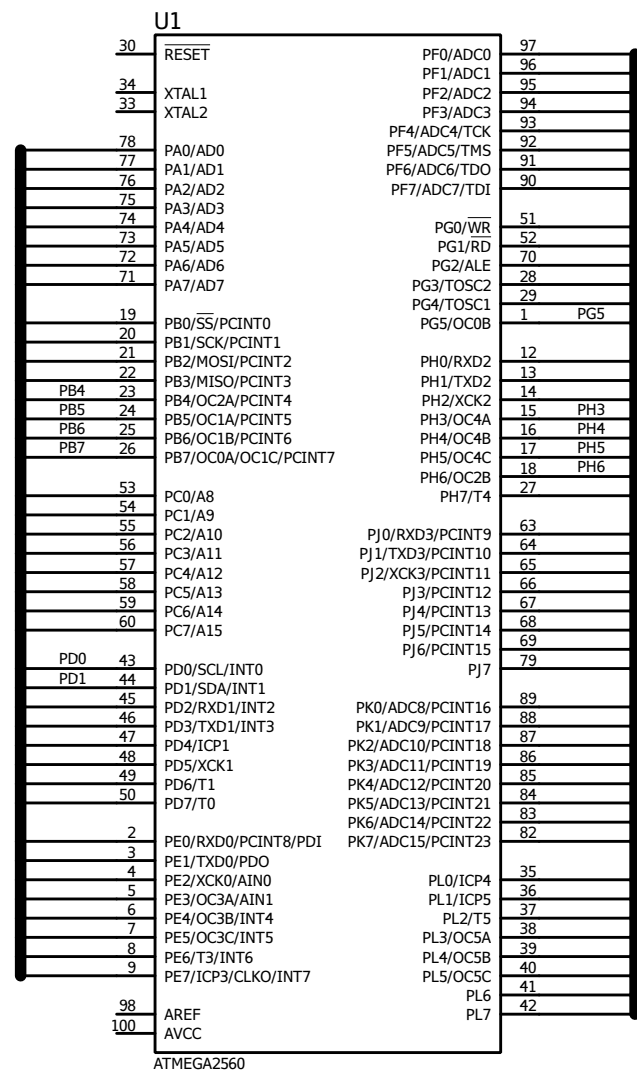 U1
30 RESET PF0/ADC0 97
PF1/ADC1 96
34 XTAL1 PF2/ADC2 95
33 XTAL2 PF3/ADC3 94
PF4/ADC4/TCK 93
78 PA0/AD0 PF5/ADC5/TMS 92
77 PA1/AD1 PF6/ADC6/TDO 91
76 PA2/AD2 PF7/ADC7/TDI 90
75 PA3/AD3
74 PA4/AD4 PG0/WR 51
73 PA5/AD5 PG1/RD 52
72 PA6/AD6 PG2/ALE 70
71 PA7/AD7 PG3/TOSC2 28
PG4/TOSC1 29
19 PB0/SS/PCINT0 PG5/OC0B 1 PG5
20 PB1/SCK/PCINT1
21 PB2/MOSI/PCINT2 PH0/RXD2 12
22 PB3/MISO/PCINT3 PH1/TXD2 13
PB4 23 PB4/OC2A/PCINT4 PH2/XCK2 14
PB5 24 PB5/OC1A/PCINT5 PH3/OC4A 15 PH3
PB6 25 PB6/OC1B/PCINT6 PH4/OC4B 16 PH4
PB7 26 PB7/OC0A/OC1C/PCINT7 PH5/OC4C 17 PH5
PH6/OC2B 18 PH6
53 PC0/A8 PH7/T4 27
54 PC1/A9
55 PC2/A10 PJ0/RXD3/PCINT9 63
56 PC3/A11 PJ1/TXD3/PCINT10 64
57 PC4/A12 PJ2/XCK3/PCINT11 65
58 PC5/A13 PJ3/PCINT12 66
59 PC6/A14 PJ4/PCINT13 67
60 PC7/A15 PJ5/PCINT14 68
PJ6/PCINT15 69
PD0 43 PD0/SCL/INT0 PJ7 79
PD1 44 PD1/SDA/INT1
45 PD2/RXD1/INT2 PK0/ADC8/PCINT16 89
46 PD3/TXD1/INT3 PK1/ADC9/PCINT17 88
47 PD4/ICP1 PK2/ADC10/PCINT18 87
48 PD5/XCK1 PK3/ADC11/PCINT19 86
49 PD6/T1 PK4/ADC12/PCINT20 85
50 PD7/T0 PK5/ADC13/PCINT21 84
PK6/ADC14/PCINT22 83
2 PE0/RXD0/PCINT8/PDI PK7/ADC15/PCINT23 82
3 PE1/TXD0/PDO
4 PE2/XCK0/AIN0 PL0/ICP4 35
5 PE3/OC3A/AIN1 PL1/ICP5 36
6 PE4/OC3B/INT4 PL2/T5 37
7 PE5/OC3C/INT5 PL3/OC5A 38
8 PE6/T3/INT6 PL4/OC5B 39
9 PE7/ICP3/CLKO/INT7 PL5/OC5C 40
PL6 41
98 AREF PL7 42
100 AVCC
ATMEGA2560